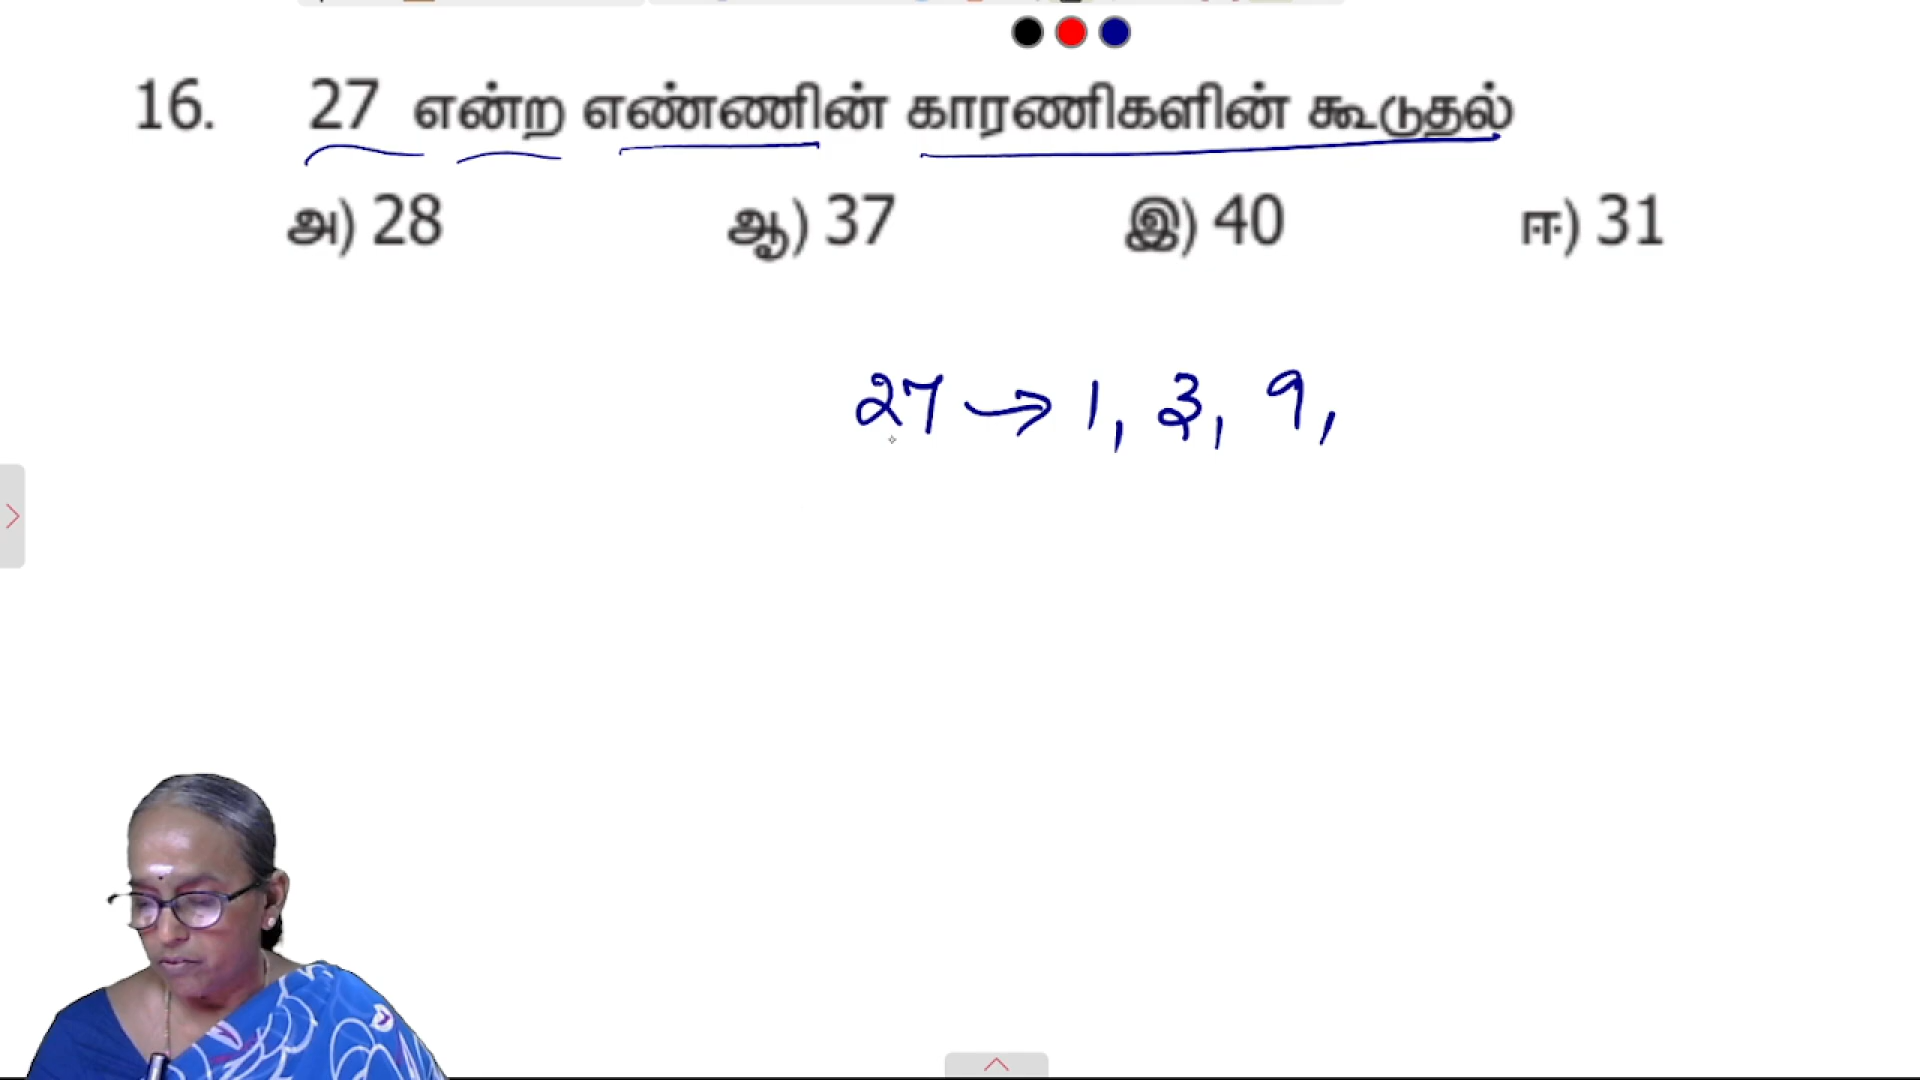 16. 27 என்ற எண்ணின் காரணிகளின் கூடுதல்
அ) 28 ஆ) 37 இ) 40 ஈ) 31
27 → 1, 3, 9,